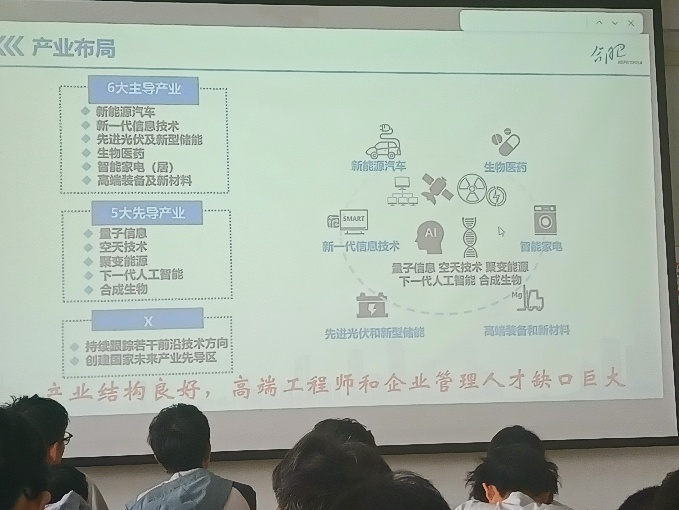 产业布局
合肥
6大主导产业
新能源汽车
新一代信息技术
先进光伏及新型储能
生物医药
智能家电（居）
高端装备及新材料
5大先导产业
量子信息
空天技术
聚变能源
下一代人工智能
合成生物
X
持续跟踪若干前沿技术方向
创建国家未来产业先导区
新能源汽车
生物医药
SMART
AI
新一代信息技术
智能家电
量子信息 空天技术 聚变能源
下一代人工智能 合成生物
Mg
先进光伏和新型储能
高端装备和新材料
产业结构良好，高端工程师和企业管理人才缺口巨大